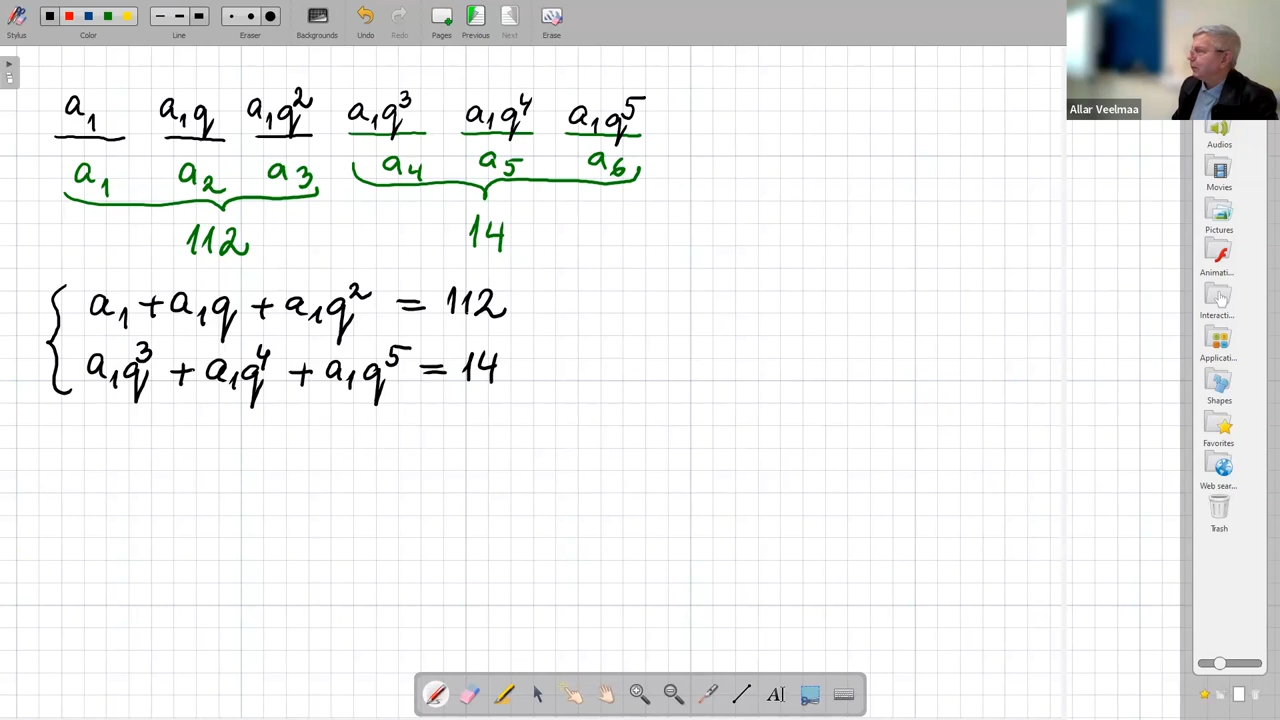 Stylus Color Line Eraser Backgrounds Undo Redo Pages Previous Next Erase
Allar Veelmaa
a₁ a₁q a₁q² a₁q³ a₁q⁴ a₁q⁵
a₁ a₂ a₃ a₄ a₅ a₆
112 14
a₁ + a₁q + a₁q² = 112
a₁q³ + a₁q⁴ + a₁q⁵ = 14
Audios
Movies
Pictures
Animati...
Interacti...
Applicati...
Shapes
Favorites
Web sear...
Trash